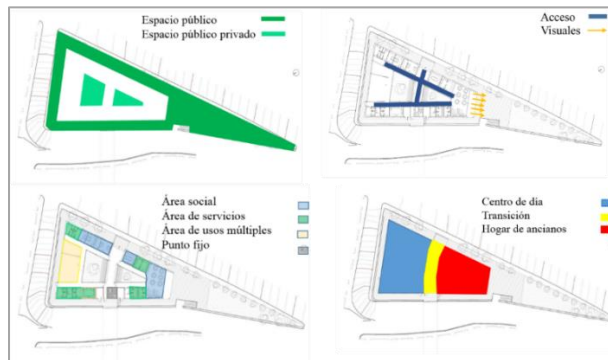 Espacio público
Espacio público privado
Acceso
Visuales
Área social
Área de servicios
Área de usos múltiples
Punto fijo
Centro de día
Transición
Hogar de ancianos